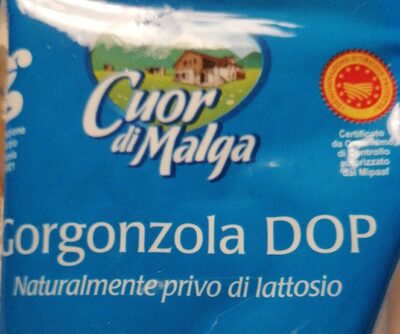 Cuor
di Malga
Certificato
da Organismo
di Controllo
autorizzato
dal Mipaaf
Gorgonzola DOP
Naturalmente privo di lattosio